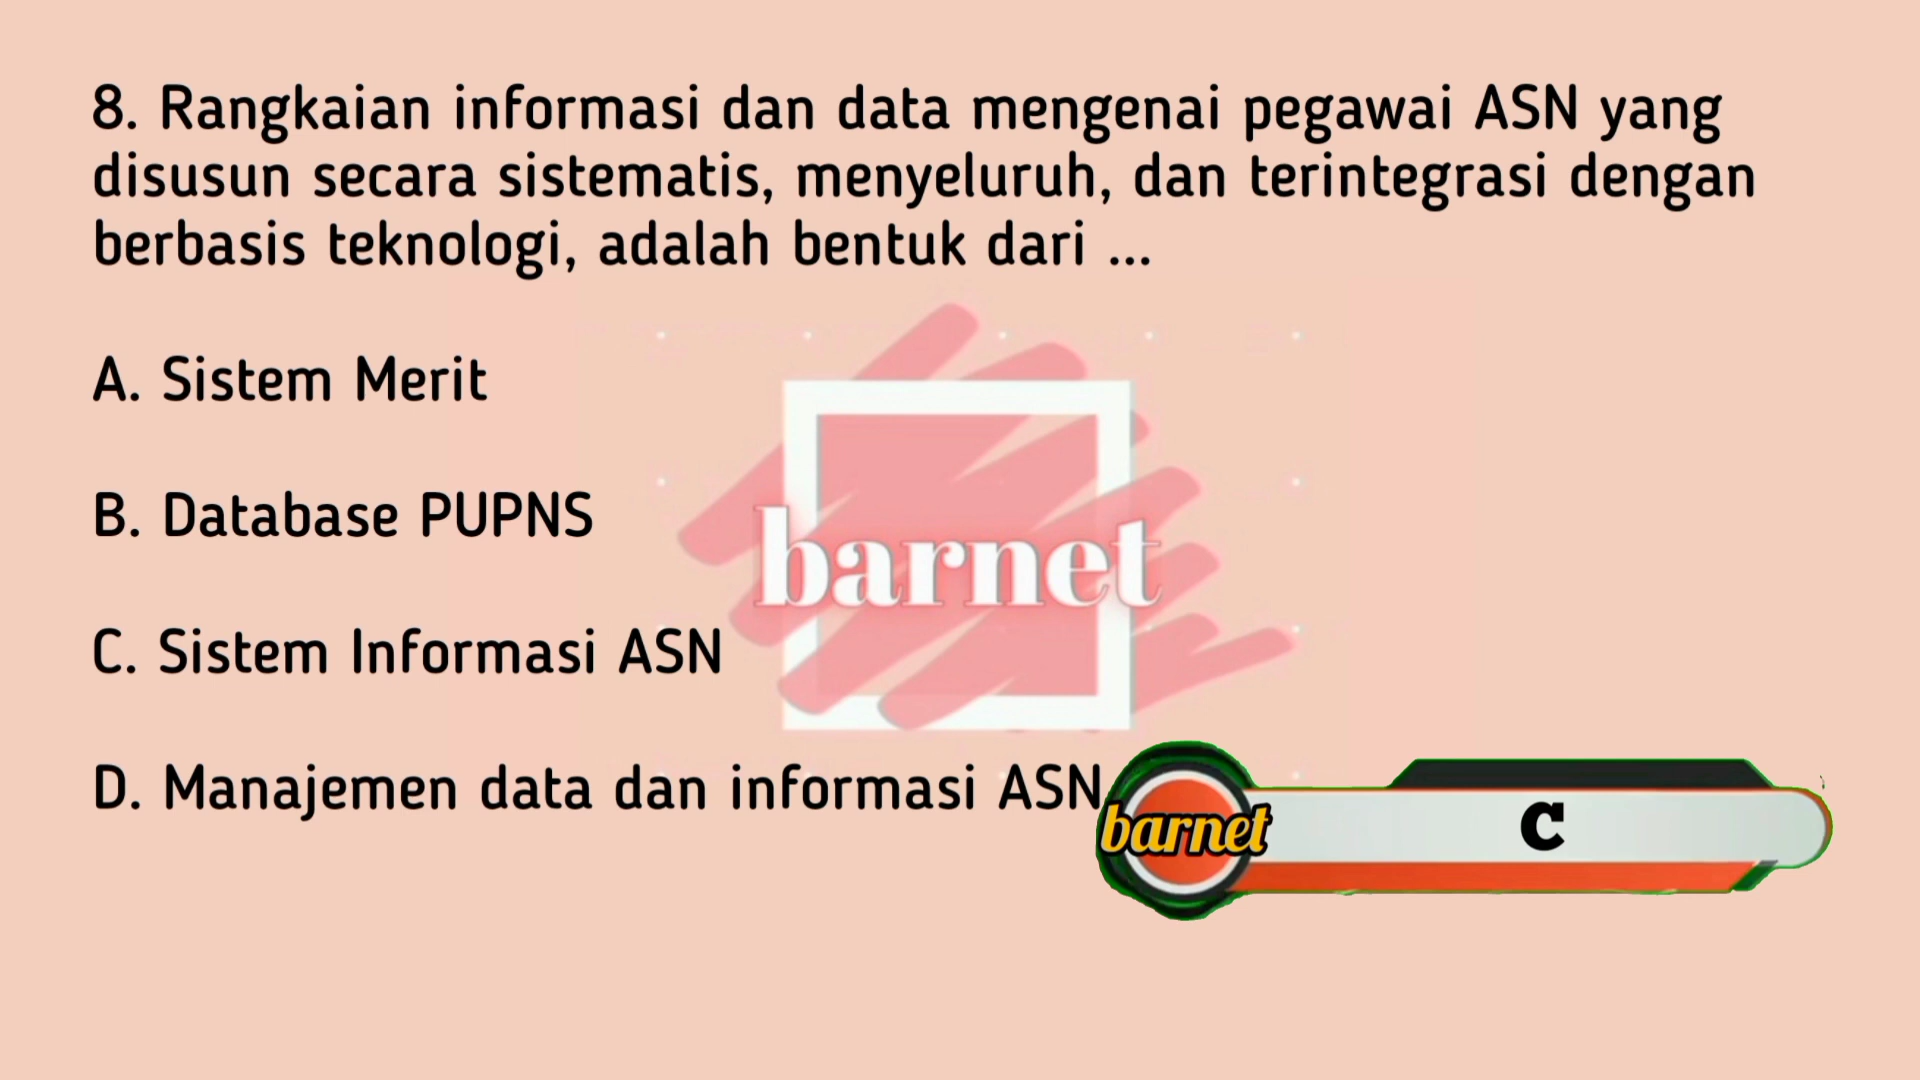 8. Rangkaian informasi dan data mengenai pegawai ASN yang
disusun secara sistematis, menyeluruh, dan terintegrasi dengan
berbasis teknologi, adalah bentuk dari ...
A. Sistem Merit
B. Database PUPNS
barnet
C. Sistem Informasi ASN
D. Manajemen data dan informasi ASN
barnet
C